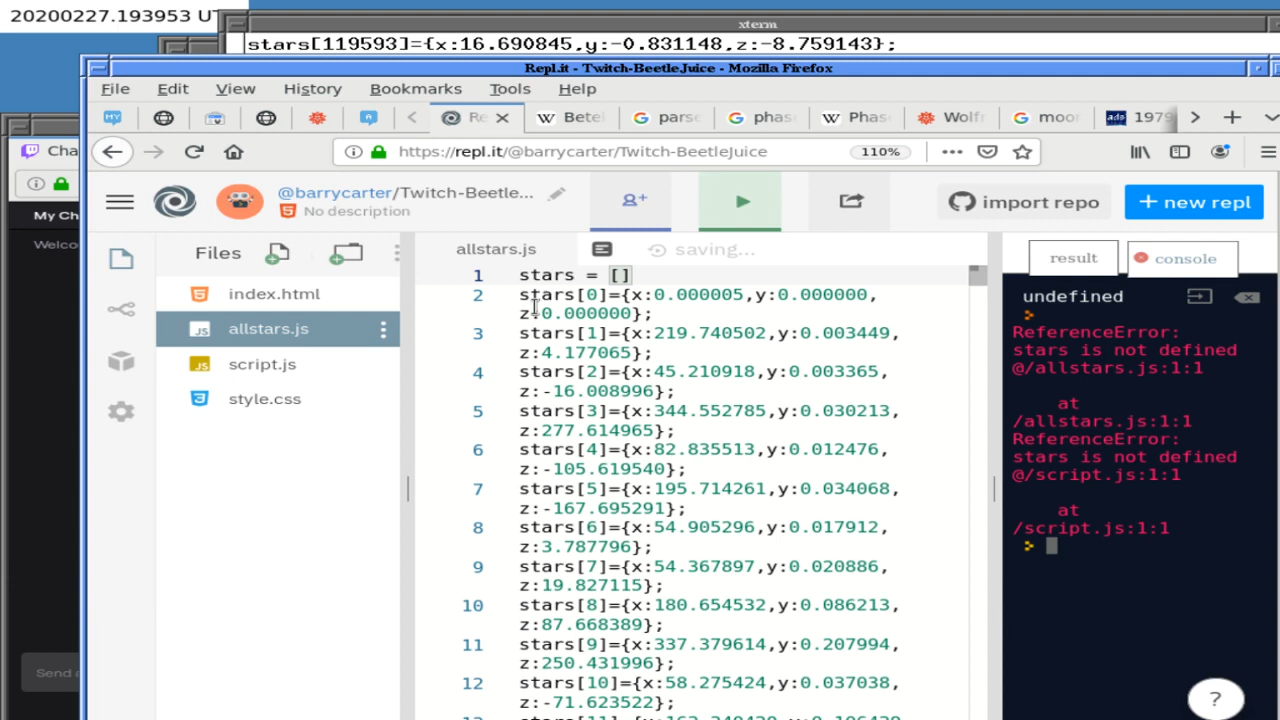 20200227.193953 U
xterm
stars[119593]={x:16.690845,y:-0.831148,z:-8.759143};
Repl.it - Twitch-BeetleJuice - Mozilla Firefox
File Edit View History Bookmarks Tools Help
Re Betel G parse G phas W Phas Wolfr G moo ads 1979
Cha
https://repl.it/@barrycarter/Twitch-BeetleJuice 110%
My Ch
@barrycarter/Twitch-Beetle...
No description
import repo
+ new repl
Welco
Files
allstars.js
saving...
result
console
index.html
allstars.js
script.js
style.css
1 stars = []
2 stars[0]={x:0.000005,y:0.000000,
z:0.000000};
3 stars[1]={x:219.740502,y:0.003449,
z:4.177065};
4 stars[2]={x:45.210918,y:0.003365,
z:-16.008996};
5 stars[3]={x:344.552785,y:0.030213,
z:277.614965};
6 stars[4]={x:82.835513,y:0.012476,
z:-105.619540};
7 stars[5]={x:195.714261,y:0.034068,
z:-167.695291};
8 stars[6]={x:54.905296,y:0.017912,
z:3.787796};
9 stars[7]={x:54.367897,y:0.020886,
z:19.827115};
10 stars[8]={x:180.654532,y:0.086213,
z:87.668389};
11 stars[9]={x:337.379614,y:0.207994,
z:250.431996};
12 stars[10]={x:58.275424,y:0.037038,
z:-71.623522};
undefined
>
ReferenceError:
stars is not defined
@/allstars.js:1:1
at
/allstars.js:1:1
ReferenceError:
stars is not defined
@/script.js:1:1
at
/script.js:1:1
>
Send
?